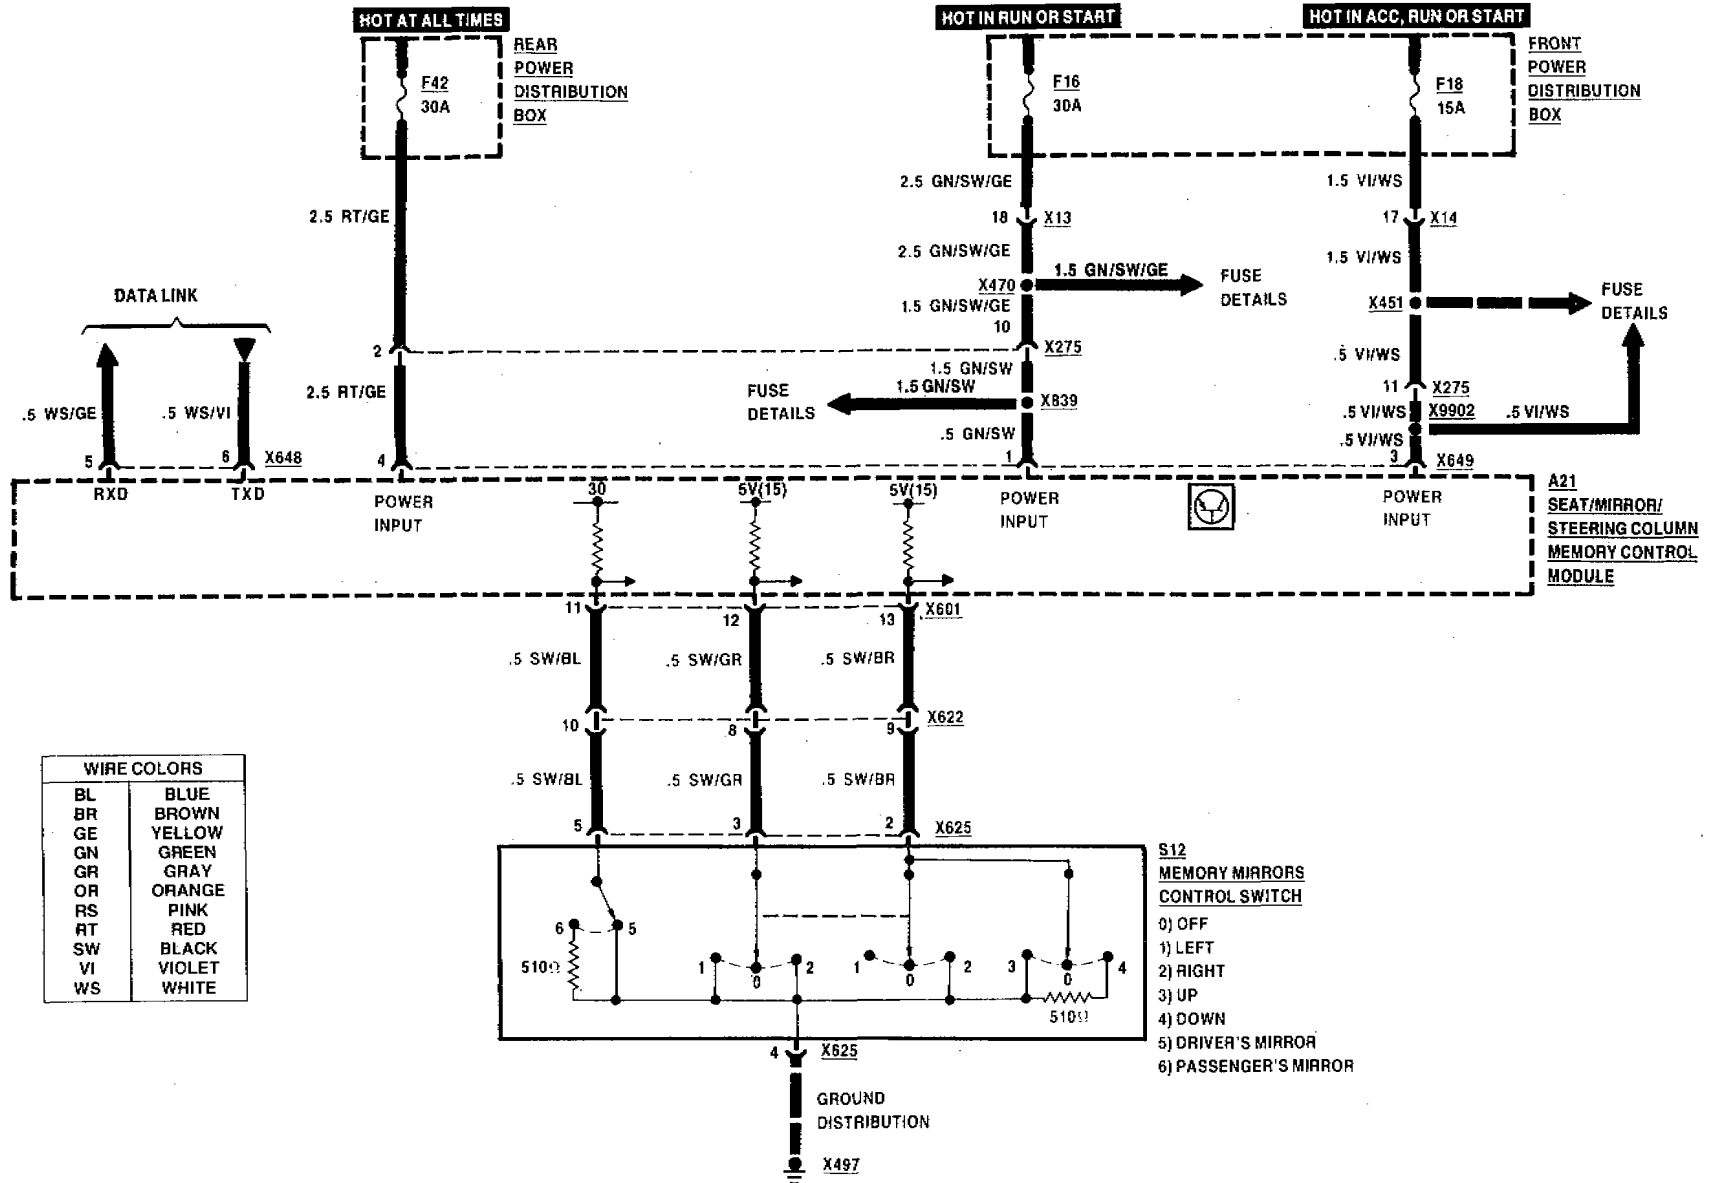 HOT AT ALL TIMES
HOT IN RUN OR START
HOT IN ACC, RUN OR START
REAR
POWER
DISTRIBUTION
BOX
F42
30A
F16
30A
F18
15A
FRONT
POWER
DISTRIBUTION
BOX
2.5 RT/GE
2.5 GN/SW/GE
1.5 VI/WS
18
X13
17
X14
2.5 GN/SW/GE
1.5 VI/WS
X470
1.5 GN/SW/GE
FUSE
DETAILS
X451
FUSE
DETAILS
DATA LINK
1.5 GN/SW/GE
10
X275
2
.5 VI/WS
1.5 GN/SW
2.5 RT/GE
FUSE
DETAILS
1.5 GN/SW
X839
11
X275
.5 VI/WS
X9902
.5 VI/WS
.5 WS/GE
.5 WS/VI
.5 GN/SW
.5 VI/WS
5
6
X648
4
1
3
X649
RXD
TXD
POWER
INPUT
30
5V(15)
5V(15)
POWER
INPUT
POWER
INPUT
A21
SEAT/MIRROR/
STEERING COLUMN
MEMORY CONTROL
MODULE
11
12
13
X601
.5 SW/BL
.5 SW/GR
.5 SW/BR
10
8
9
X622
.5 SW/BL
.5 SW/GR
.5 SW/BR
5
3
2
X625
WIRE COLORS
BL BLUE
BR BROWN
GE YELLOW
GN GREEN
GR GRAY
OR ORANGE
RS PINK
RT RED
SW BLACK
VI VIOLET
WS WHITE
S12
MEMORY MIRRORS
CONTROL SWITCH
0) OFF
1) LEFT
2) RIGHT
3) UP
4) DOWN
5) DRIVER'S MIRROR
6) PASSENGER'S MIRROR
6
5
510Ω
1
0
2
1
0
2
3
0
4
510Ω
4
X625
GROUND
DISTRIBUTION
X497